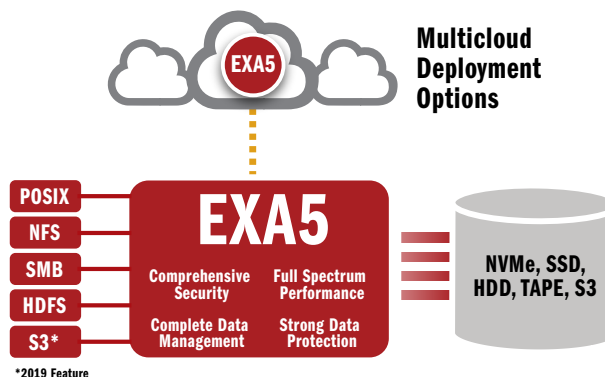 EXA5
Multicloud
Deployment
Options
POSIX
NFS
SMB
HDFS
S3*
EXA5
Comprehensive
Security
Full Spectrum
Performance
Complete Data
Management
Strong Data
Protection
NVMe, SSD,
HDD, TAPE, S3
*2019 Feature